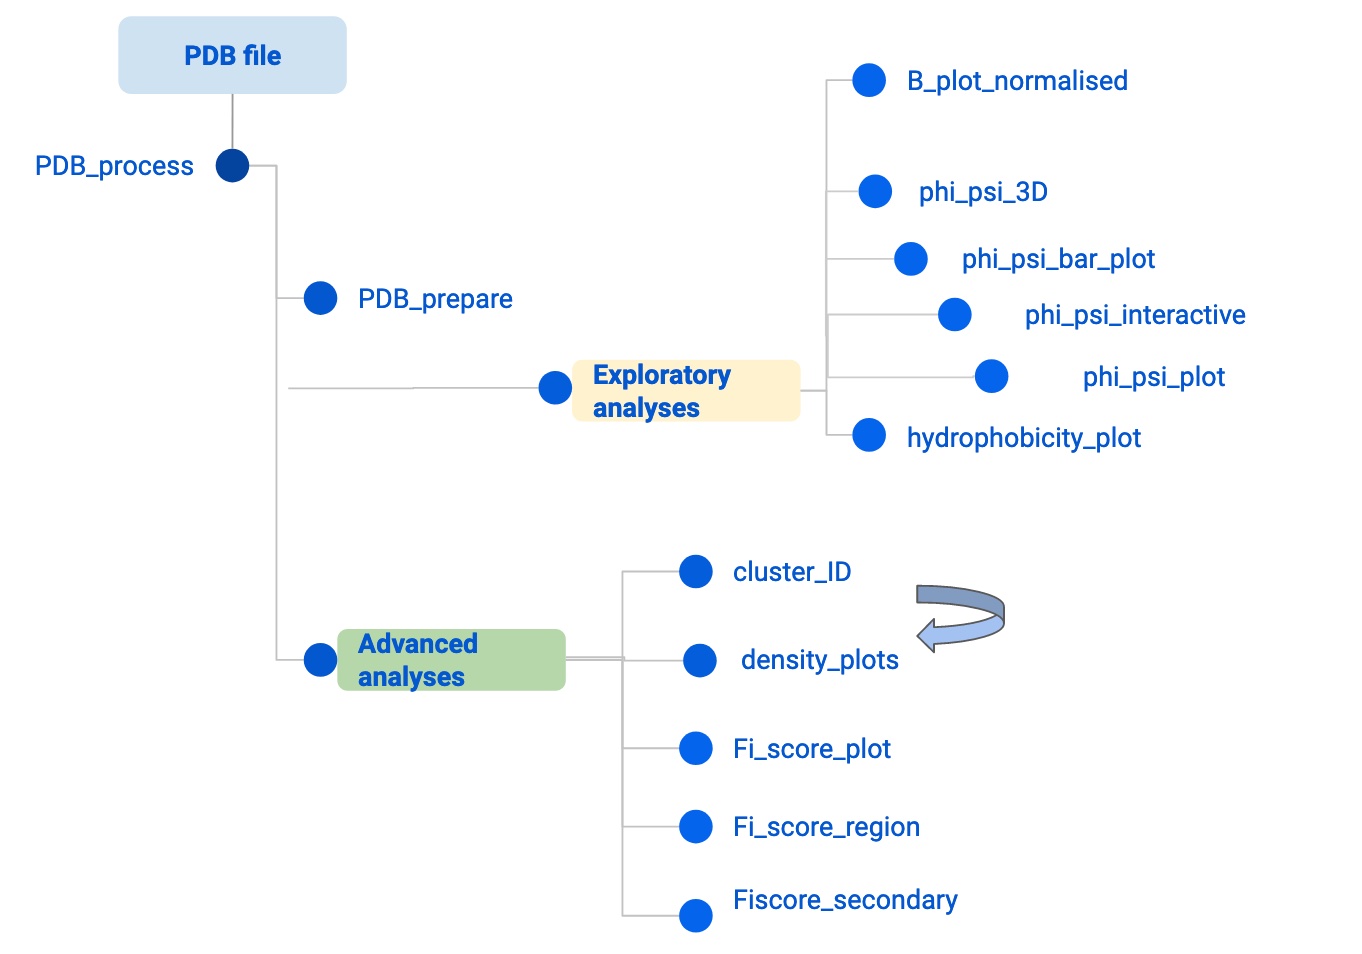 PDB file
PDB_process
PDB_prepare
Exploratory
analyses
B_plot_normalised
phi_psi_3D
phi_psi_bar_plot
phi_psi_interactive
phi_psi_plot
hydrophobicity_plot
Advanced
analyses
cluster_ID
density_plots
Fi_score_plot
Fi_score_region
Fiscore_secondary